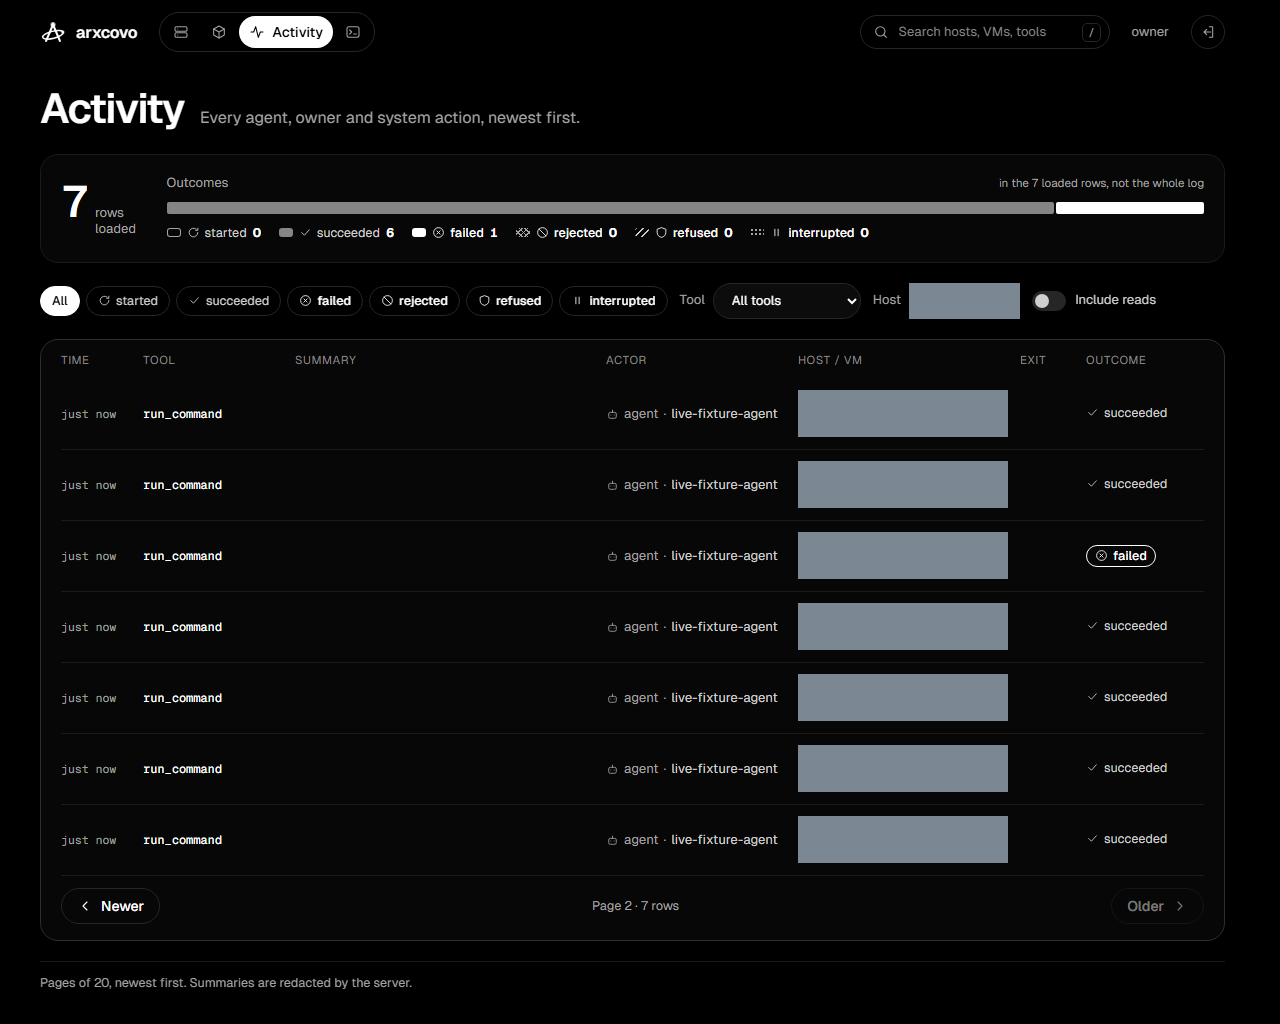 arxcovo
Activity
Search hosts, VMs, tools
/
owner
Activity
Every agent, owner and system action, newest first.
7
rows
loaded
Outcomes
in the 7 loaded rows, not the whole log
started 0
succeeded 6
failed 1
rejected 0
refused 0
interrupted 0
All
started
succeeded
failed
rejected
refused
interrupted
Tool
All tools
Host
Include reads
TIME TOOL SUMMARY ACTOR HOST / VM EXIT OUTCOME
just now run_command agent · live-fixture-agent succeeded
just now run_command agent · live-fixture-agent succeeded
just now run_command agent · live-fixture-agent failed
just now run_command agent · live-fixture-agent succeeded
just now run_command agent · live-fixture-agent succeeded
just now run_command agent · live-fixture-agent succeeded
just now run_command agent · live-fixture-agent succeeded
Newer
Page 2 · 7 rows
Older
Pages of 20, newest first. Summaries are redacted by the server.